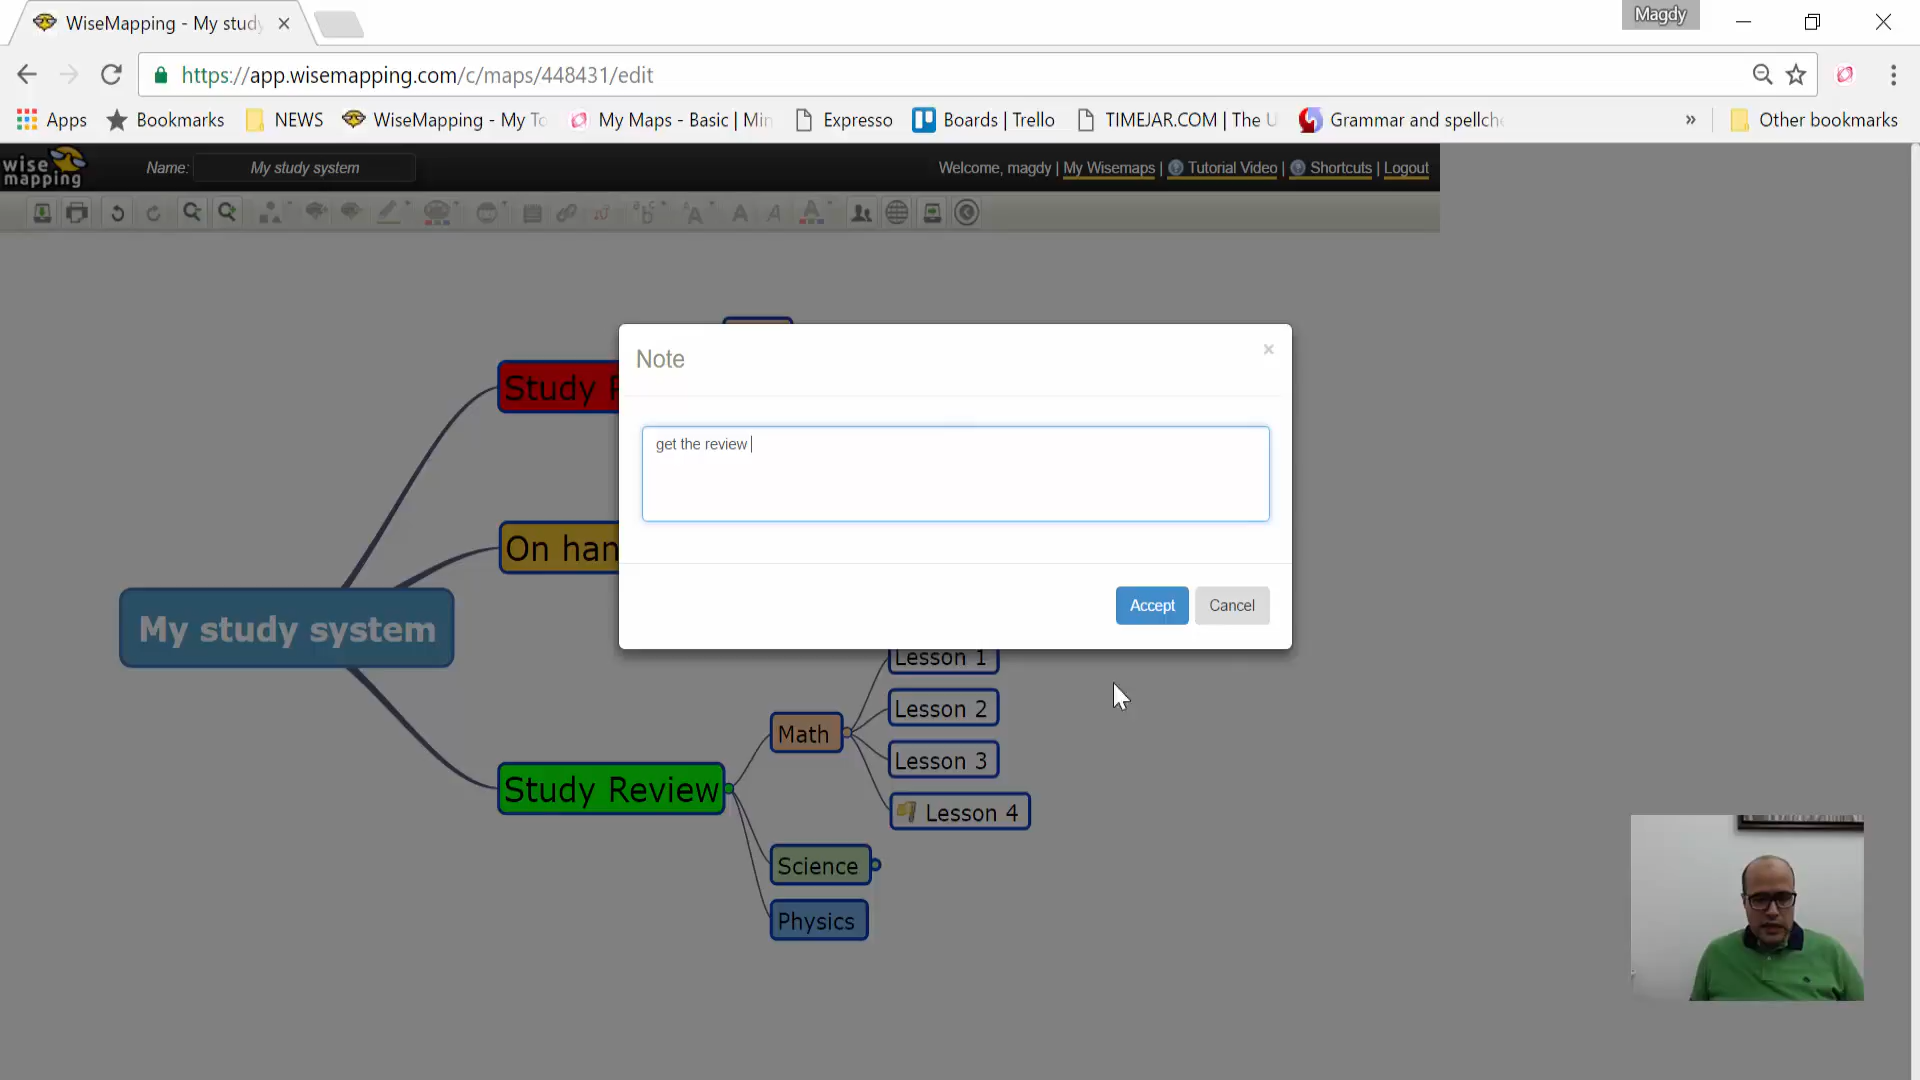 WiseMapping - My study
Magdy
https://app.wisemapping.com/c/maps/448431/edit
Apps
Bookmarks
NEWS
WiseMapping - My To
My Maps - Basic | Min
Expresso
Boards | Trello
TIMEJAR.COM | The U
Grammar and spellche
»
Other bookmarks
wise
mapping
Name:
My study system
Welcome, magdy | My Wisemaps | Tutorial Video | Shortcuts | Logout
Note
×
get the review
Accept
Cancel
Study
On han
My study system
Study Review
Math
Lesson 1
Lesson 2
Lesson 3
Lesson 4
Science
Physics